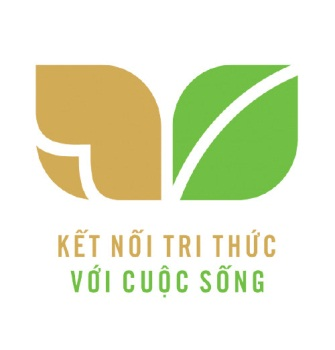 KẾT NỐI TRI THỨC
VỚI CUỘC SỐNG